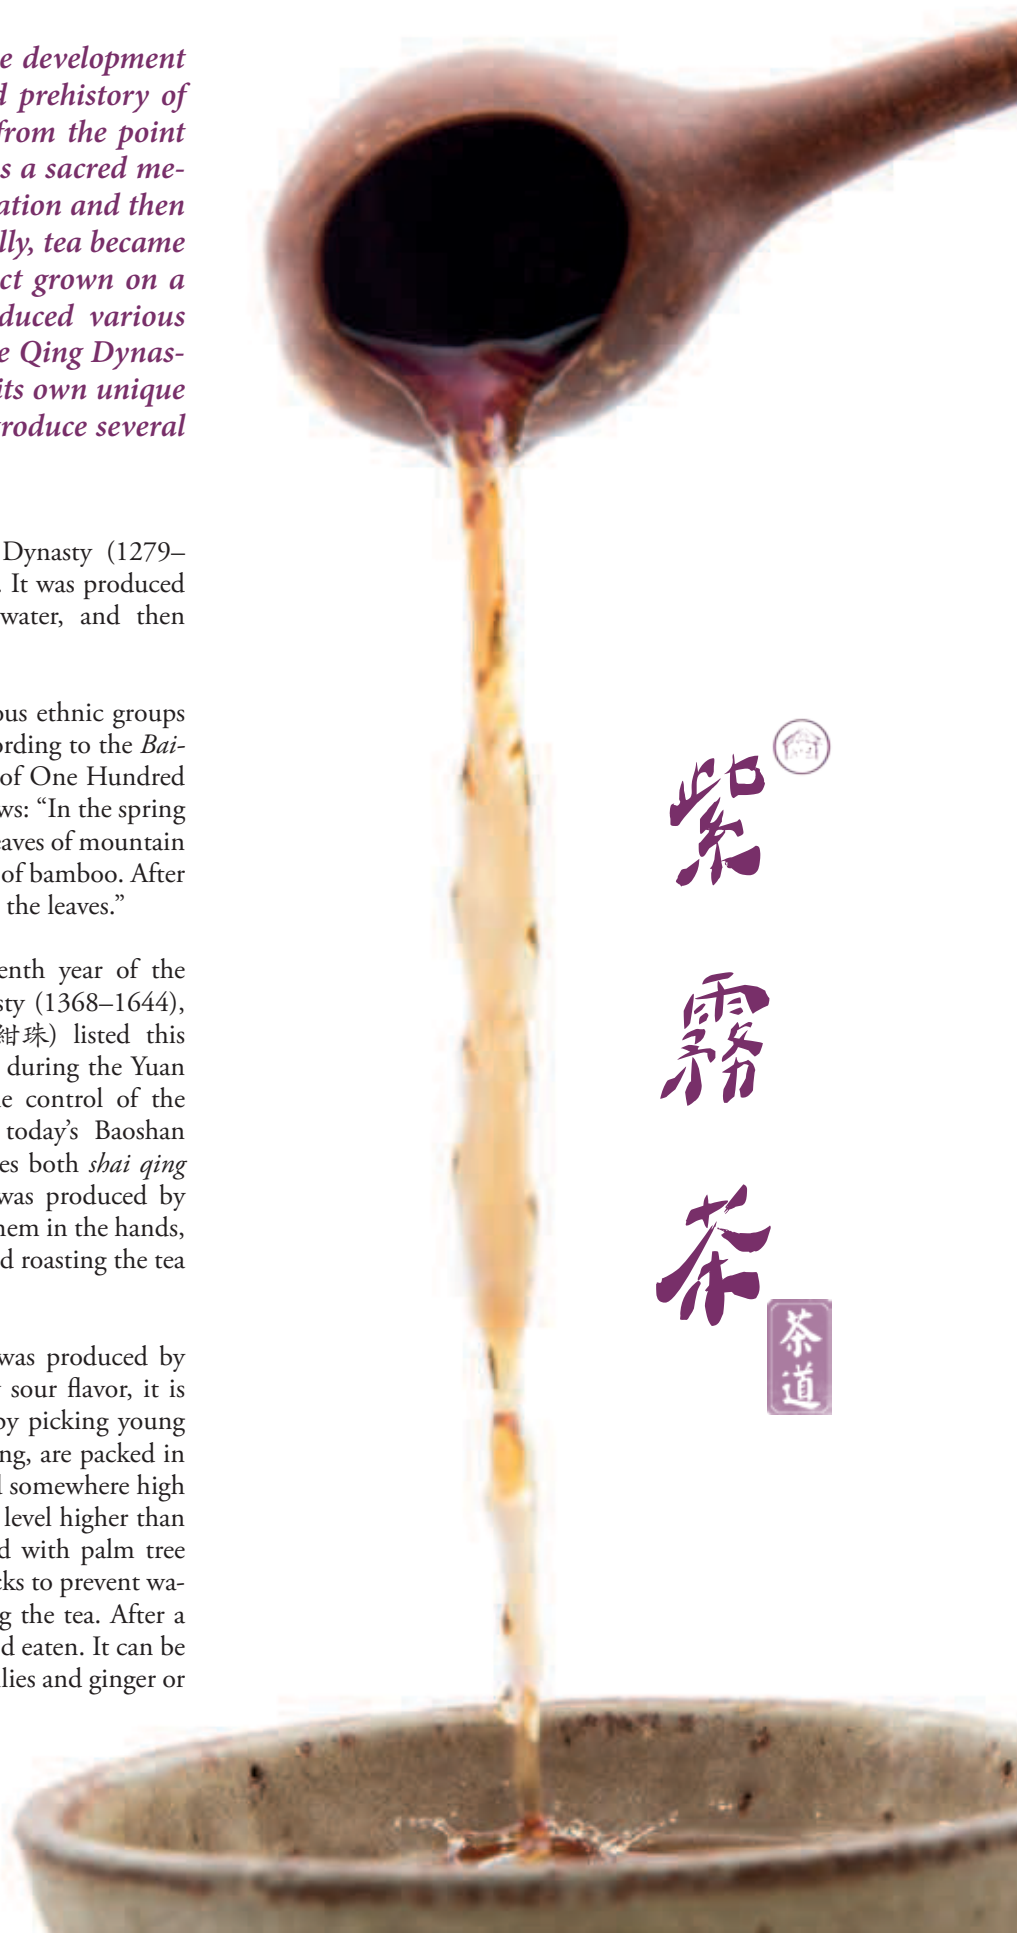 e development
d prehistory of
from the point
s a sacred me-
ation and then
lly, tea became
ct grown on a
duced various
e Qing Dynas-
its own unique
roduce several
Dynasty (1279–
. It was produced
water, and then
ous ethnic groups
ording to the Bai-
of One Hundred
ws: “In the spring
eaves of mountain
of bamboo. After
the leaves.”
enth year of the
sty (1368–1644),
紺珠) listed this
during the Yuan
e control of the
today’s Baoshan
es both shai qing
was produced by
hem in the hands,
d roasting the tea
was produced by
sour flavor, it is
by picking young
ng, are packed in
l somewhere high
level higher than
d with palm tree
cks to prevent wa-
g the tea. After a
d eaten. It can be
lies and ginger or
紫
霧
茶
茶
道